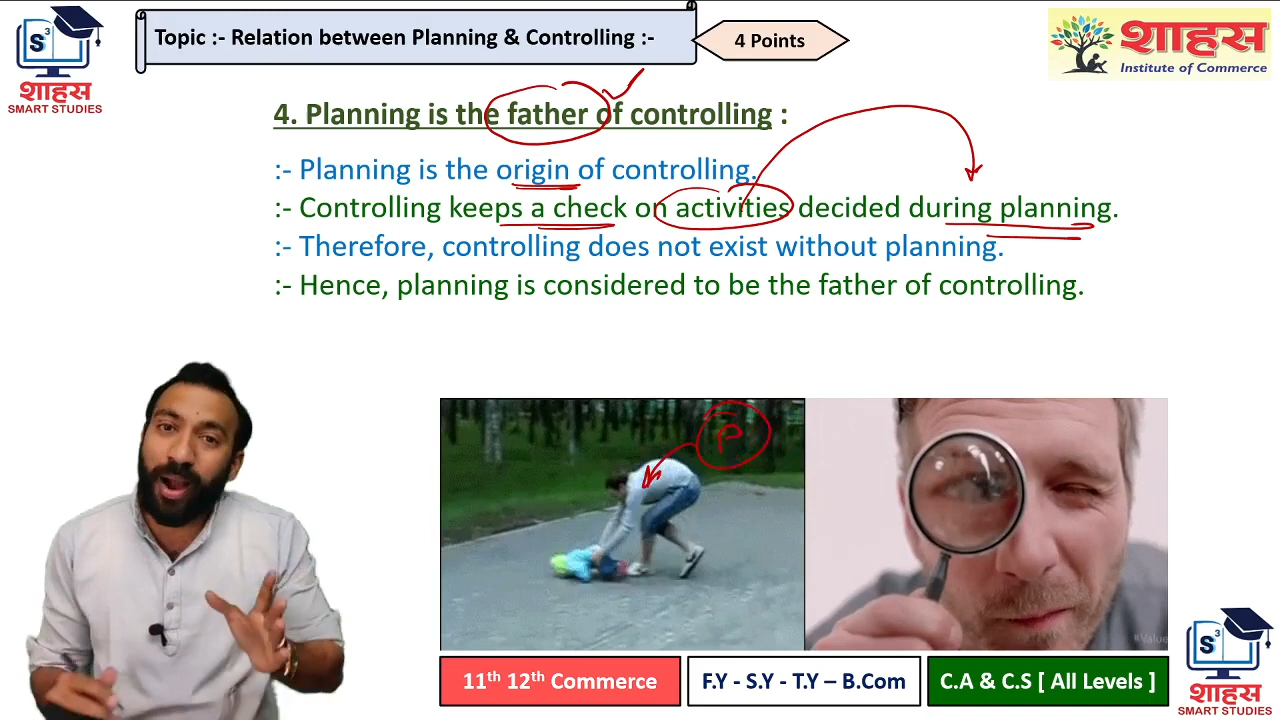 S³
शाहस
SMART STUDIES
Topic :- Relation between Planning & Controlling :-
4 Points
शाहस
Institute of Commerce
4. Planning is the father of controlling :
:- Planning is the origin of controlling.
:- Controlling keeps a check on activities decided during planning.
:- Therefore, controlling does not exist without planning.
:- Hence, planning is considered to be the father of controlling.
P
#Value
11th 12th Commerce
F.Y - S.Y - T.Y – B.Com
C.A & C.S [ All Levels ]
S³
शाहस
SMART STUDIES